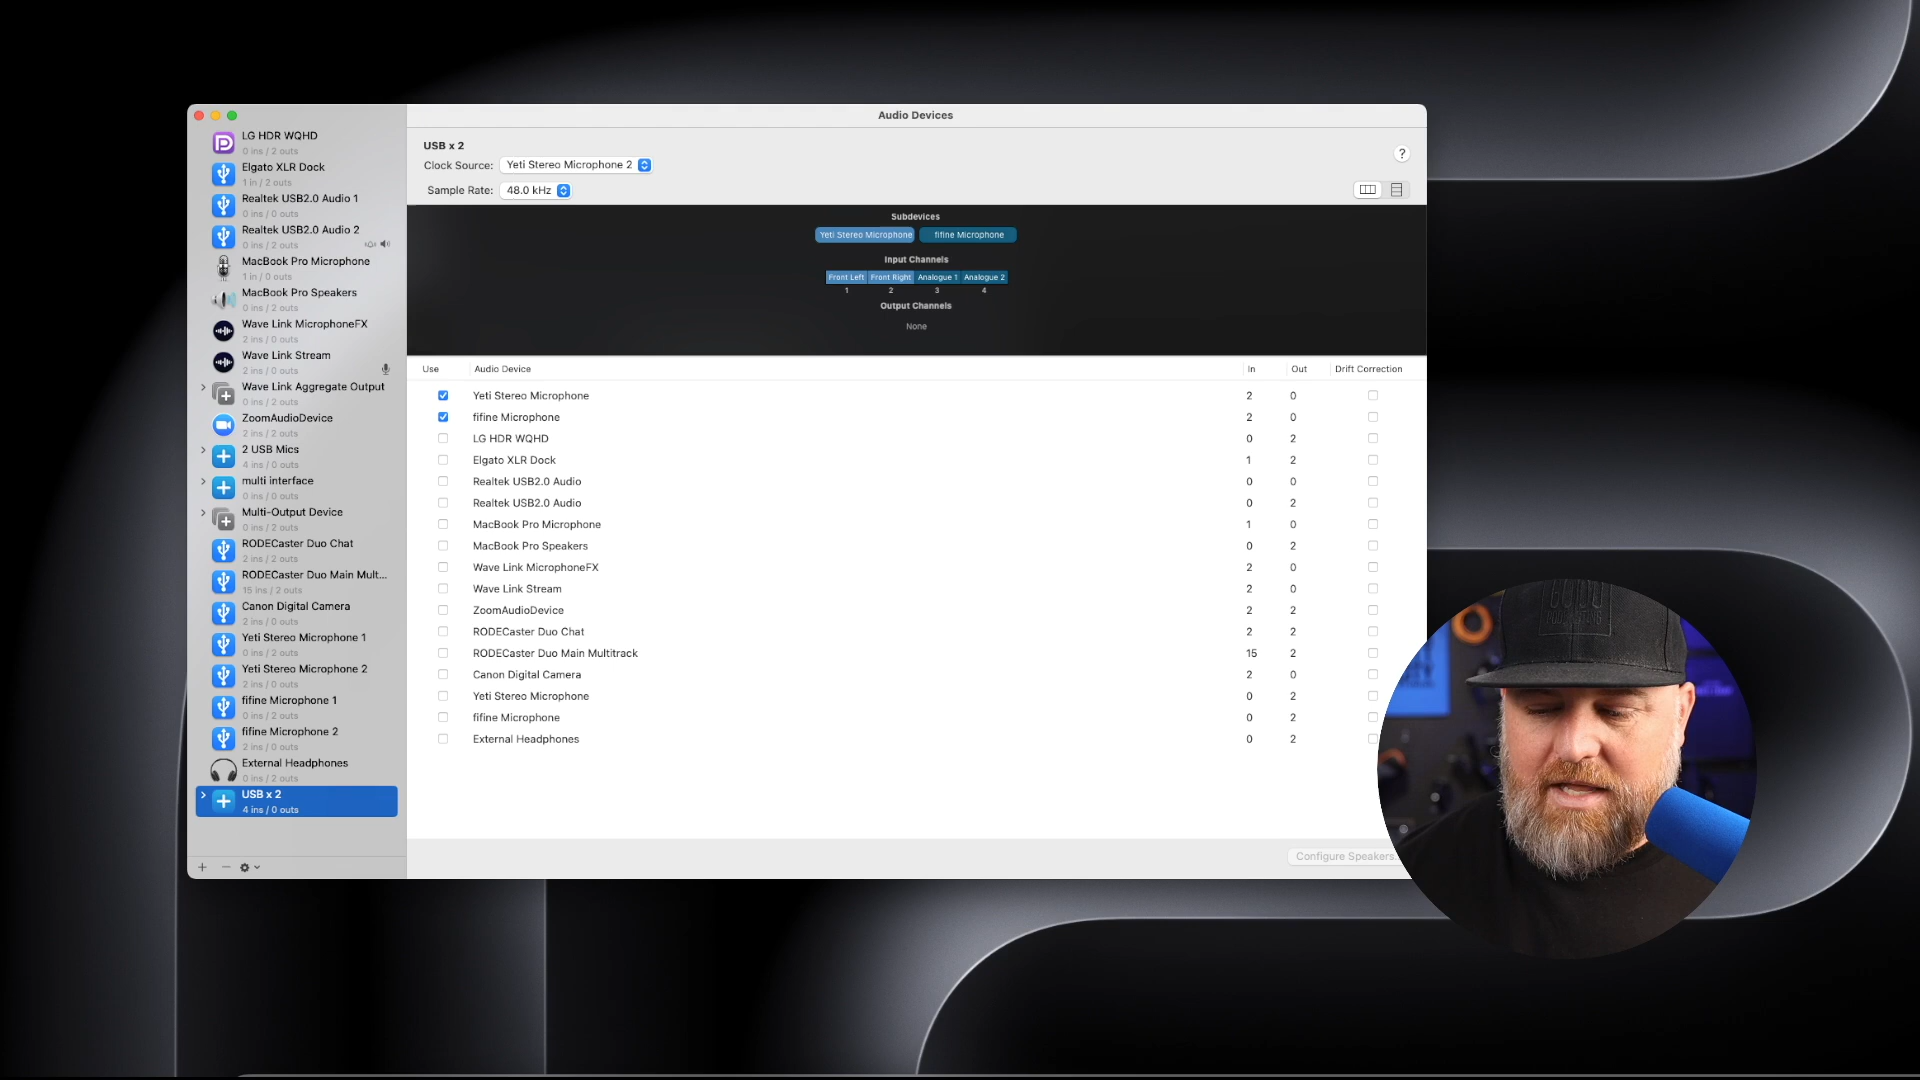 Audio Devices
LG HDR WQHD
0 ins / 2 outs
Elgato XLR Dock
1 in / 2 outs
Realtek USB2.0 Audio 1
0 ins / 0 outs
Realtek USB2.0 Audio 2
0 ins / 2 outs
MacBook Pro Microphone
1 in / 0 outs
MacBook Pro Speakers
0 ins / 2 outs
Wave Link MicrophoneFX
2 ins / 0 outs
Wave Link Stream
2 ins / 0 outs
Wave Link Aggregate Output
0 ins / 2 outs
ZoomAudioDevice
2 ins / 2 outs
2 USB Mics
4 ins / 0 outs
multi interface
0 ins / 0 outs
Multi-Output Device
0 ins / 2 outs
RODECaster Duo Chat
2 ins / 2 outs
RODECaster Duo Main Mult...
15 ins / 2 outs
Canon Digital Camera
2 ins / 0 outs
Yeti Stereo Microphone 1
0 ins / 2 outs
Yeti Stereo Microphone 2
2 ins / 0 outs
fifine Microphone 1
0 ins / 2 outs
fifine Microphone 2
2 ins / 0 outs
External Headphones
0 ins / 2 outs
USB x 2
4 ins / 0 outs
USB x 2
Clock Source: Yeti Stereo Microphone 2
?
Sample Rate: 48.0 kHz
Subdevices
Yeti Stereo Microphone fifine Microphone
Input Channels
Front Left Front Right Analogue 1 Analogue 2
1 2 3 4
Output Channels
None
Use Audio Device In Out Drift Correction
Yeti Stereo Microphone 2 0
fifine Microphone 2 0
LG HDR WQHD 0 2
Elgato XLR Dock 1 2
Realtek USB2.0 Audio 0 0
Realtek USB2.0 Audio 0 2
MacBook Pro Microphone 1 0
MacBook Pro Speakers 0 2
Wave Link MicrophoneFX 2 0
Wave Link Stream 2 0
ZoomAudioDevice 2 2
RODECaster Duo Chat 2 2
RODECaster Duo Main Multitrack 15 2
Canon Digital Camera 2 0
Yeti Stereo Microphone 0 2
fifine Microphone 0 2
External Headphones 0 2
Configure Speakers..